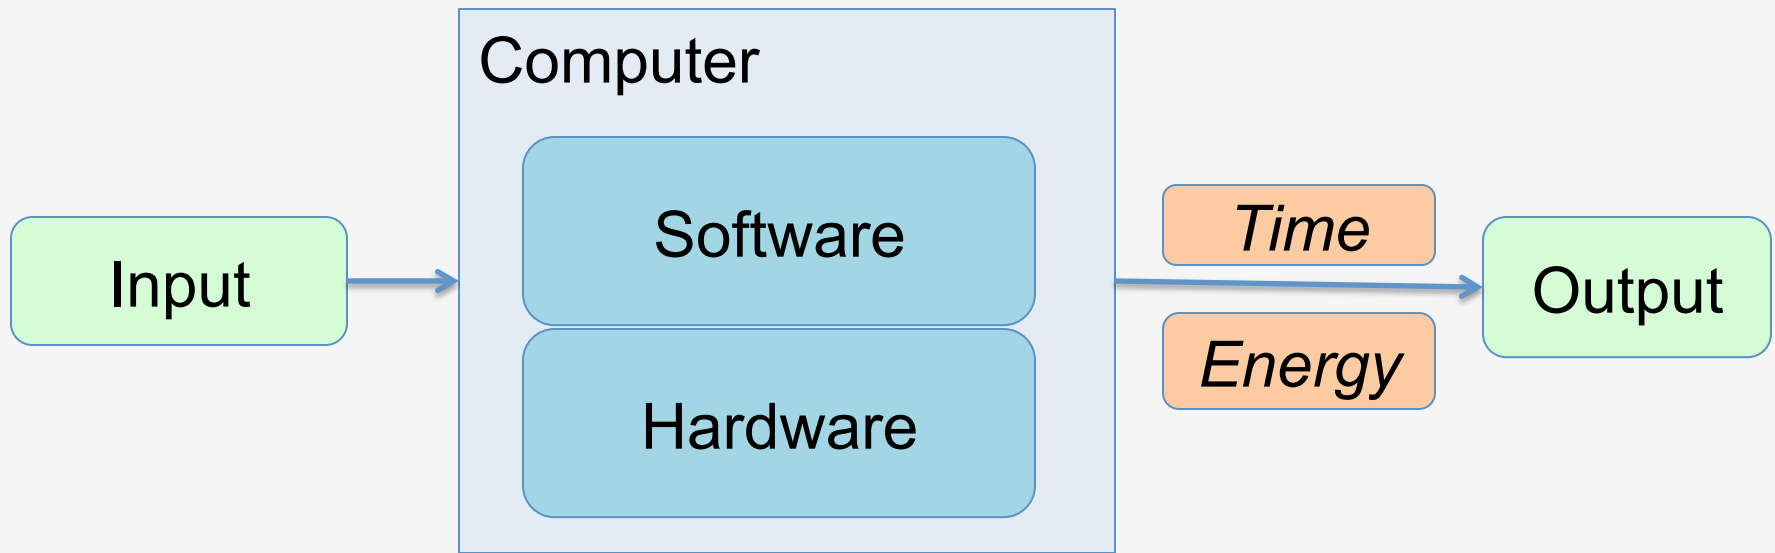 Computer
Software
Hardware
Input
Time
Energy
Output